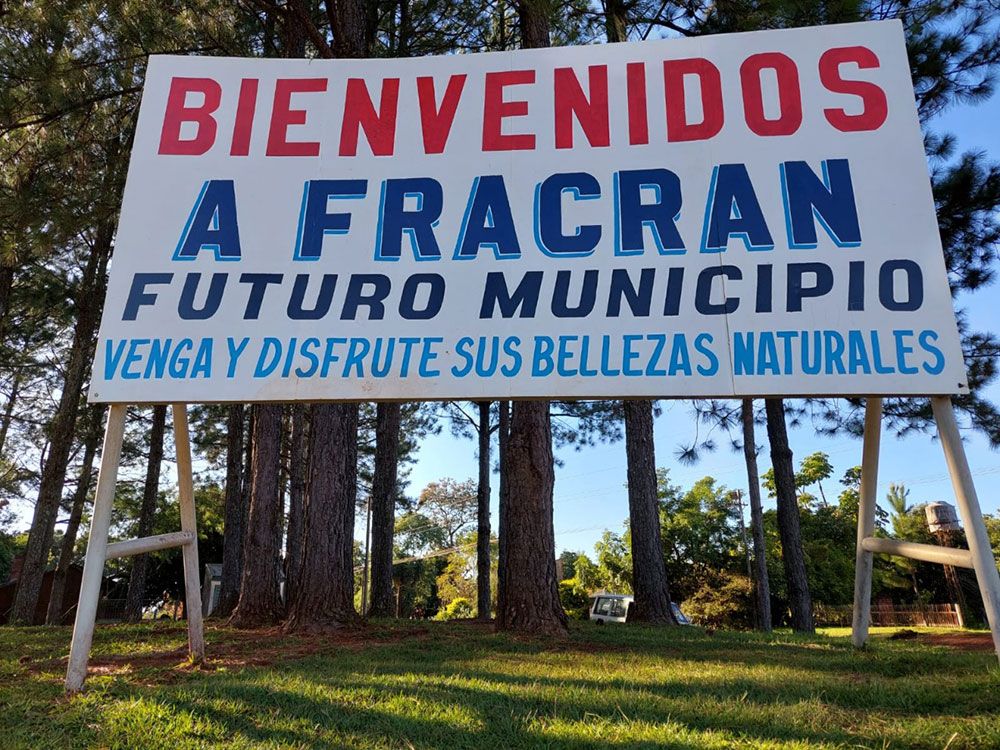 BIENVENIDOS
A FRACRAN
FUTURO MUNICIPIO
VENGA Y DISFRUTE SUS BELLEZAS NATURALES